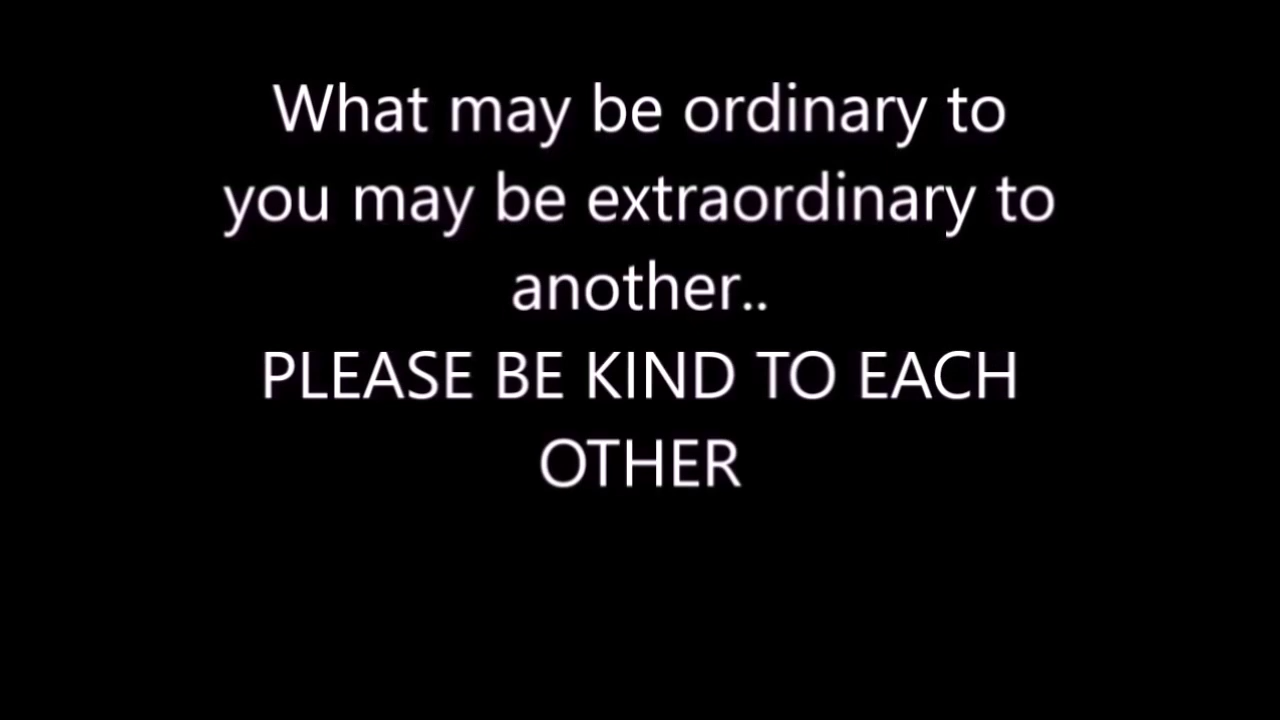 What may be ordinary to
you may be extraordinary to
another..
PLEASE BE KIND TO EACH
OTHER